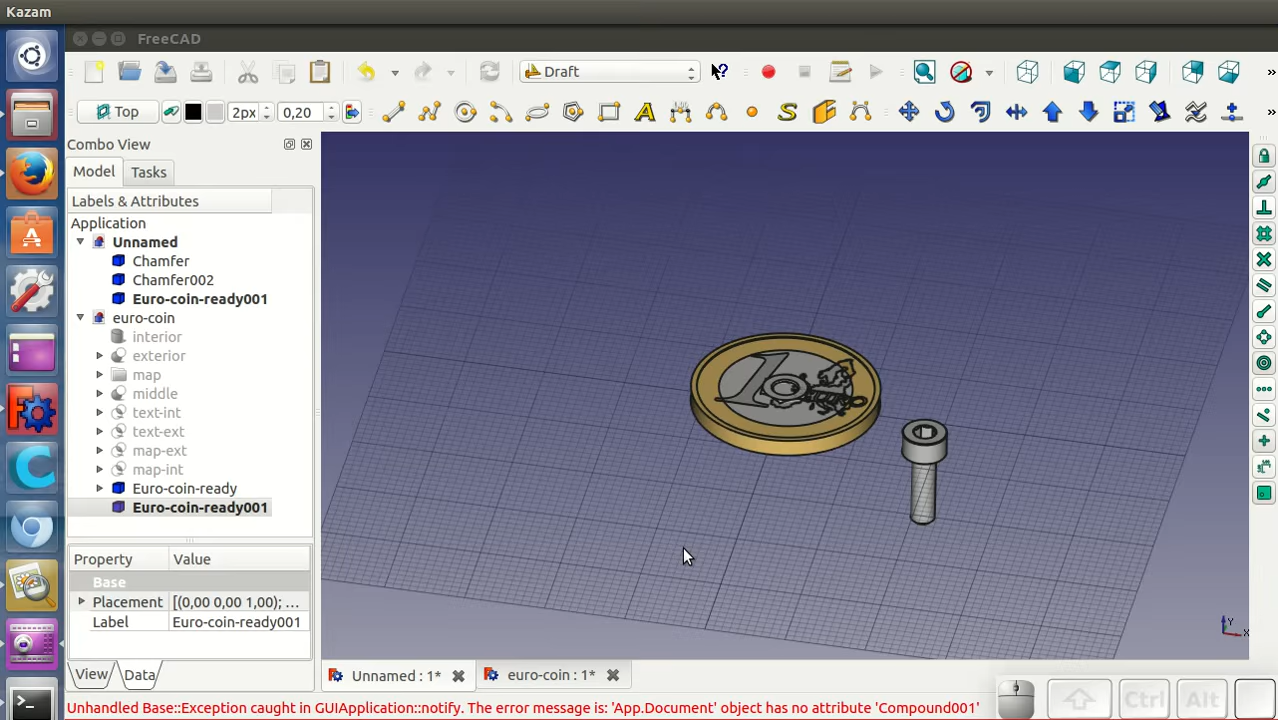 Kazam
FreeCAD
Draft
Top
2px
0,20
»
A
S
»
Combo View
Model
Tasks
Labels & Attributes
Application
Unnamed
Chamfer
Chamfer002
Euro-coin-ready001
euro-coin
interior
exterior
map
middle
text-int
text-ext
map-ext
map-int
Euro-coin-ready
Euro-coin-ready001
Property Value
Base
Placement [(0,00 0,00 1,00); ...
Label Euro-coin-ready001
View
Data
Unnamed : 1*
euro-coin : 1*
Y
X
Ctrl
Alt
Unhandled Base::Exception caught in GUIApplication::notify. The error message is: 'App.Document' object has no attribute 'Compound001'